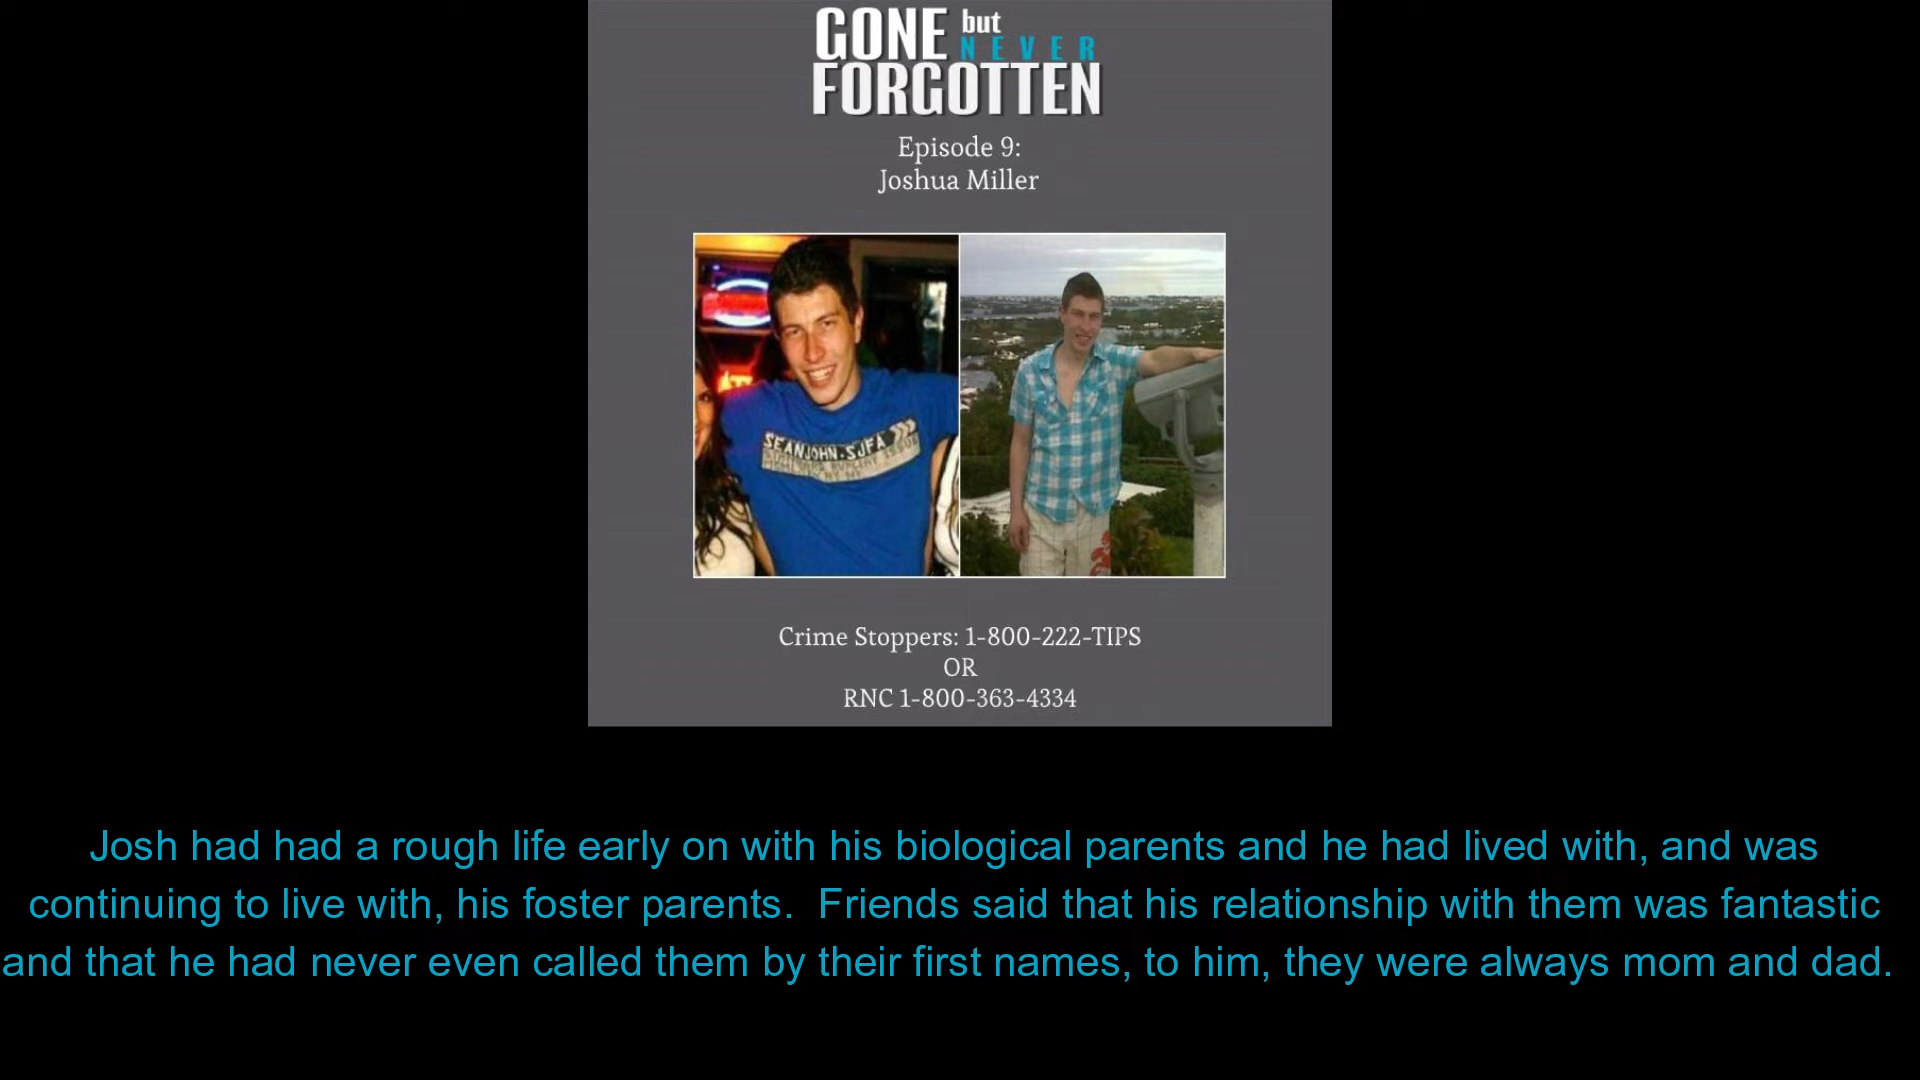 GONE but
NEVER
FORGOTTEN
Episode 9:
Joshua Miller
SEANJOHN.SJFA
Crime Stoppers: 1-800-222-TIPS
OR
RNC 1-800-363-4334
Josh had had a rough life early on with his biological parents and he had lived with, and was
continuing to live with, his foster parents.  Friends said that his relationship with them was fantastic
and that he had never even called them by their first names, to him, they were always mom and dad.